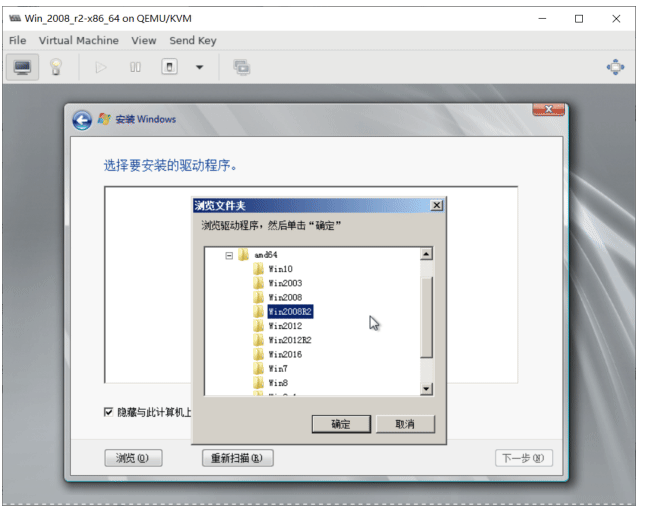 Win_2008_r2-x86_64 on QEMU/KVM
File Virtual Machine View Send Key
安装 Windows
选择要安装的驱动程序。
浏览文件夹
浏览驱动程序，然后单击“确定”
amd64
Win10
Win2003
Win2008
Win2008R2
Win2012
Win2012R2
Win2016
Win7
Win8
隐藏与此计算机上
确定 取消
浏览(O) 重新扫描(R) 下一步(N)